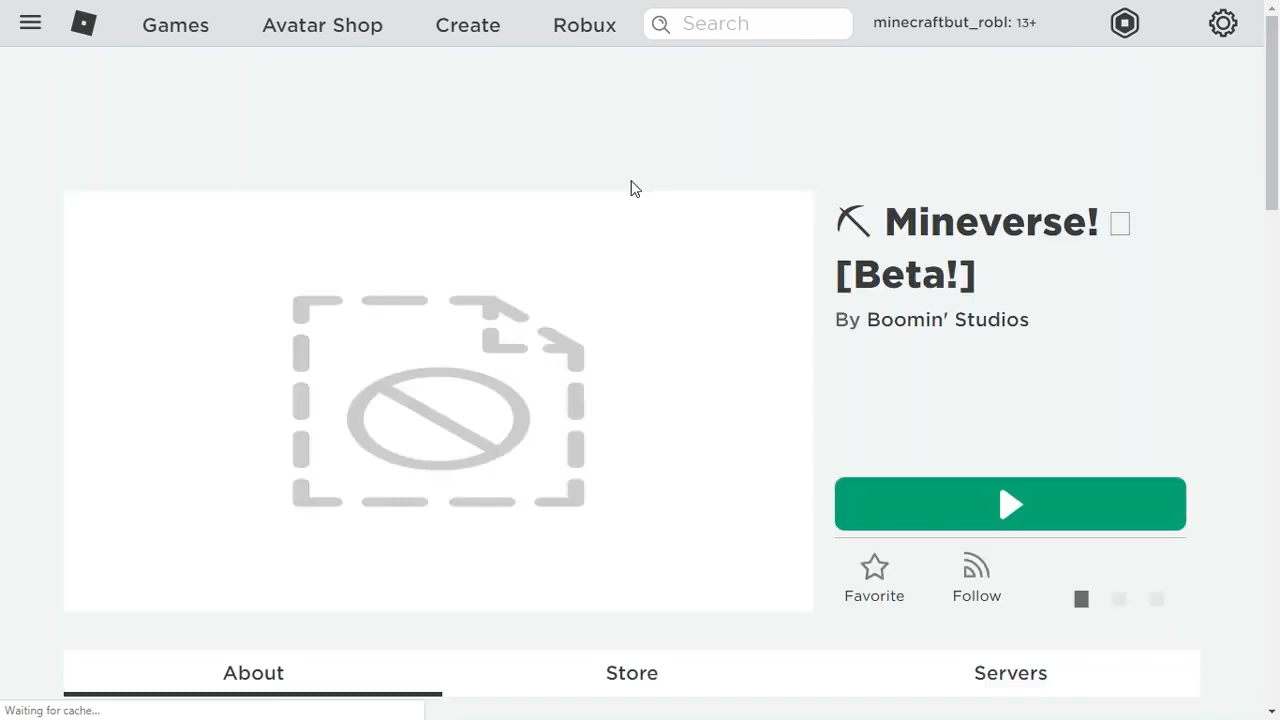 Games Avatar Shop Create Robux Search minecraftbut_robl: 13+
Mineverse!
[Beta!]
By Boomin' Studios
Favorite Follow
About Store Servers
Waiting for cache...